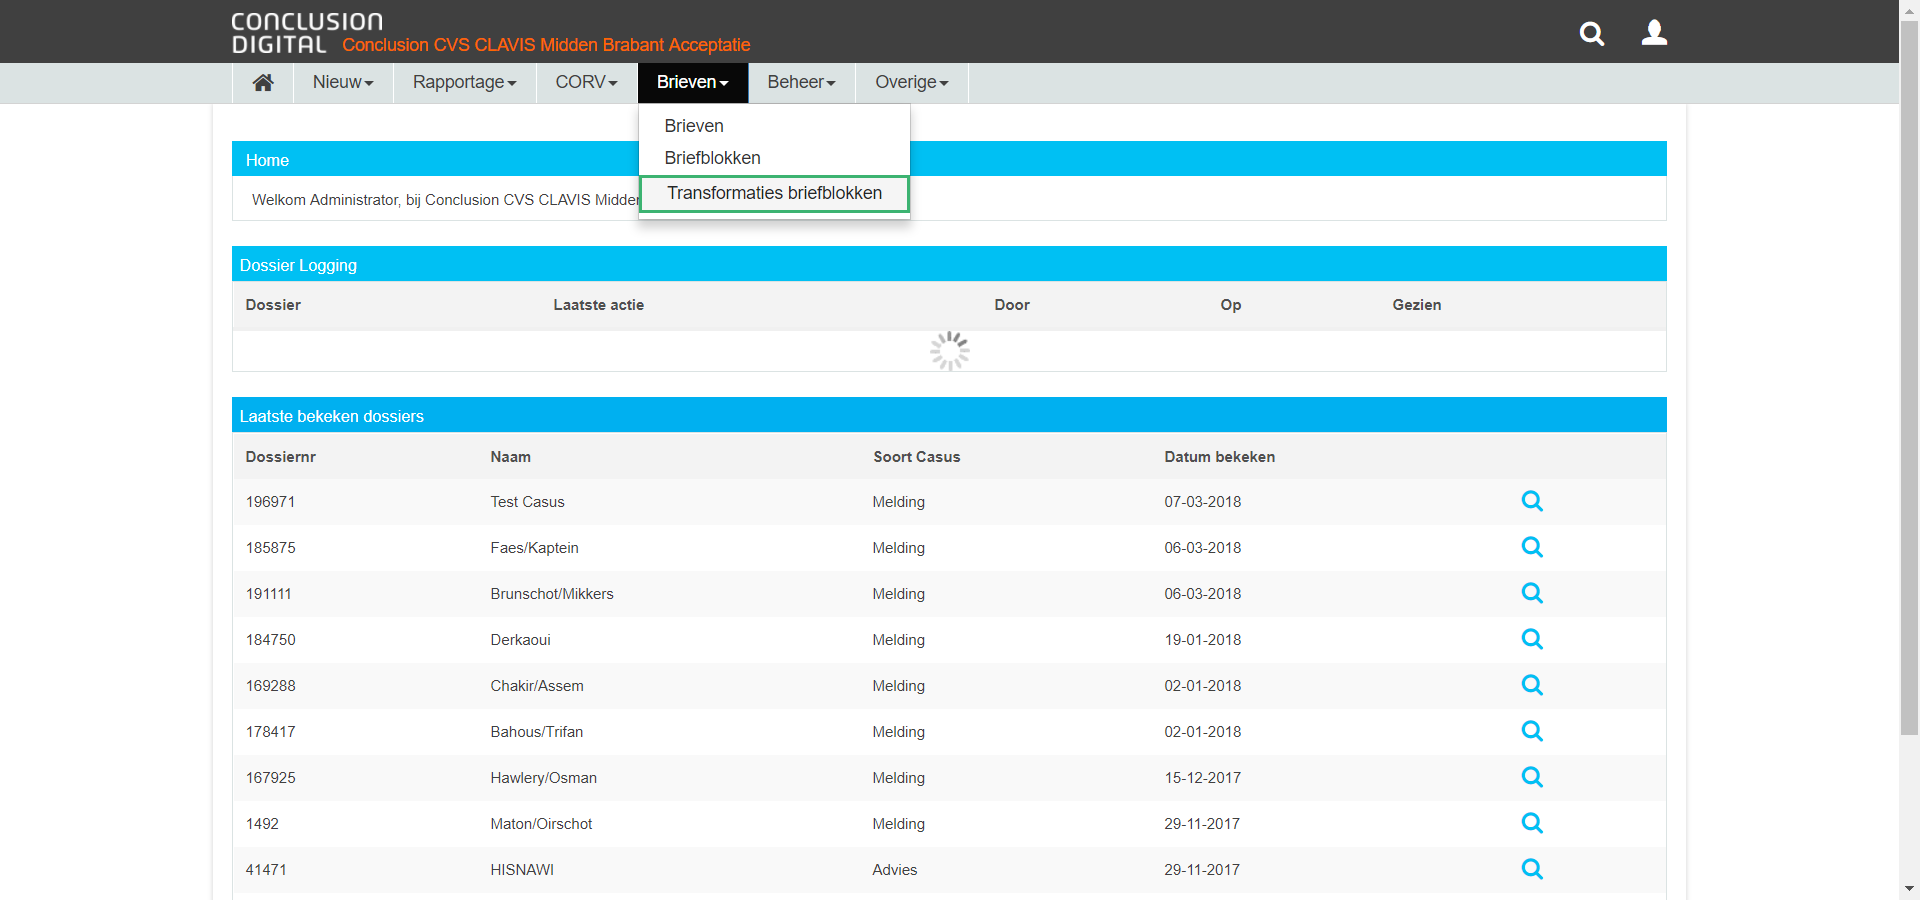 CONCLUSION
DIGITAL Conclusion CVS CLAVIS Midden Brabant Acceptatie
Nieuw Rapportage CORV Brieven Beheer Overige
Brieven
Briefblokken
Transformaties briefblokken
Home
Welkom Administrator, bij Conclusion CVS CLAVIS Midden
Dossier Logging
Dossier Laatste actie Door Op Gezien
Laatste bekeken dossiers
Dossiernr Naam Soort Casus Datum bekeken
196971 Test Casus Melding 07-03-2018
185875 Faes/Kaptein Melding 06-03-2018
191111 Brunschot/Mikkers Melding 06-03-2018
184750 Derkaoui Melding 19-01-2018
169288 Chakir/Assem Melding 02-01-2018
178417 Bahous/Trifan Melding 02-01-2018
167925 Hawlery/Osman Melding 15-12-2017
1492 Maton/Oirschot Melding 29-11-2017
41471 HISNAWI Advies 29-11-2017